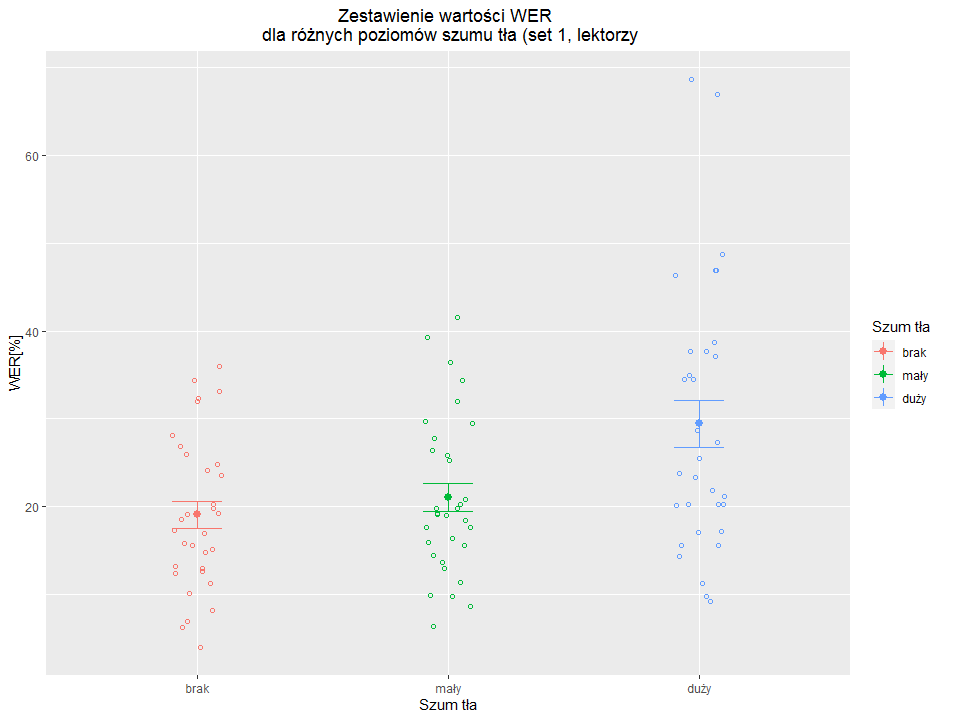 Zestawienie wartości WER
dla różnych poziomów szumu tła (set 1, lektorzy
WER[%]
60
40
20
brak
mały
duży
Szum tła
Szum tła
brak
mały
duży